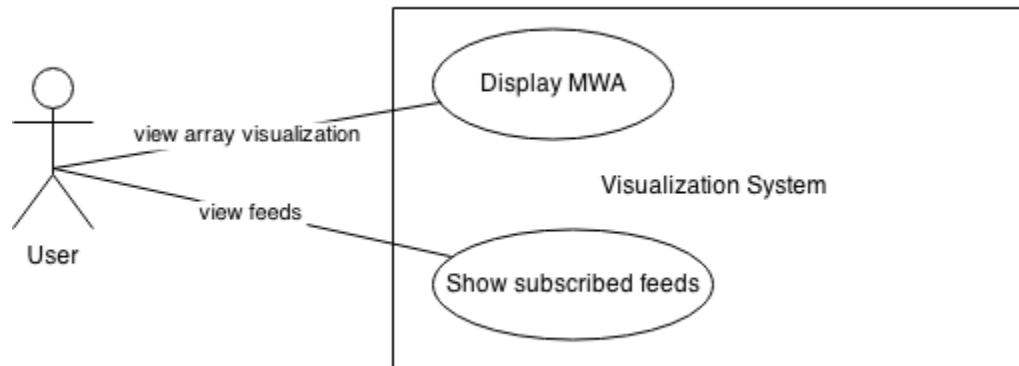 Display MWA
view array visualization
Visualization System
view feeds
User
Show subscribed feeds